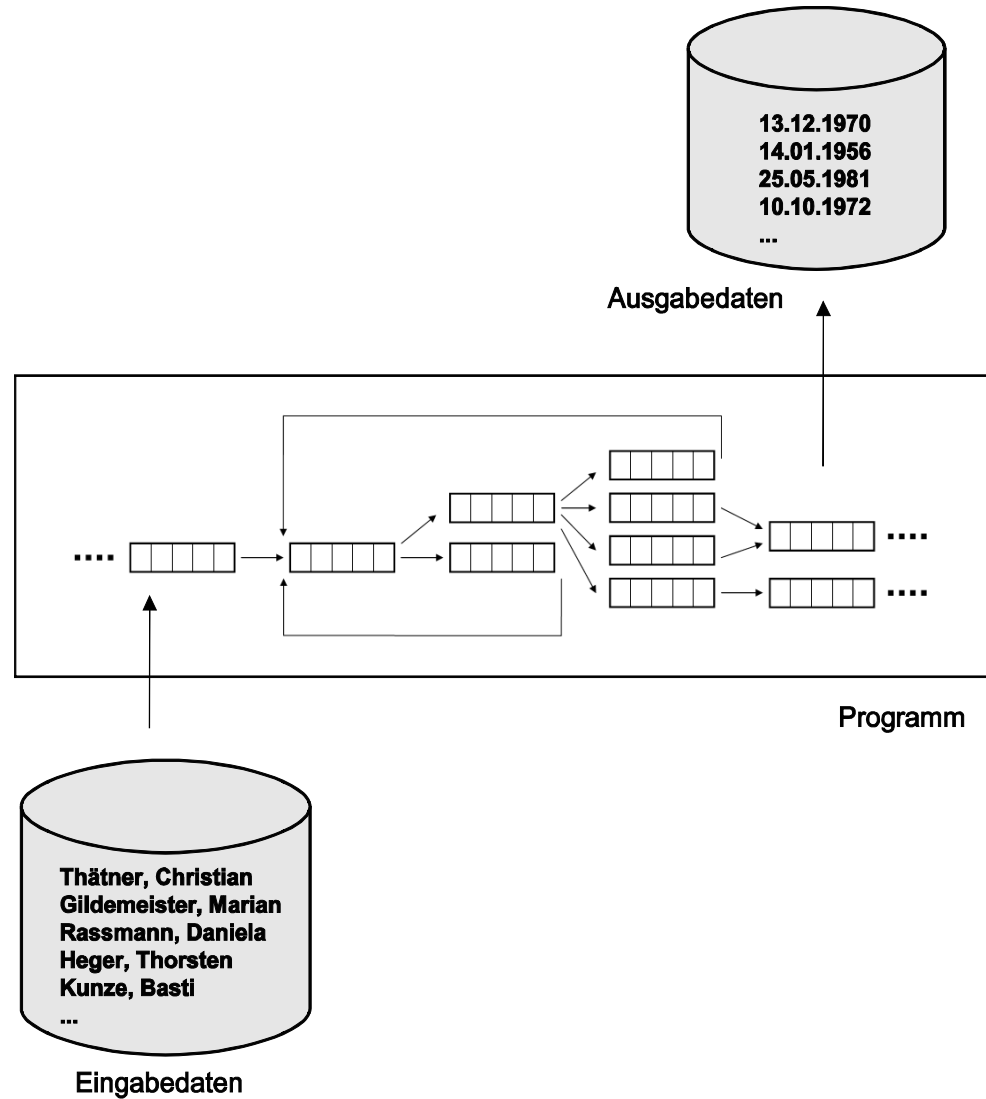 13.12.1970
14.01.1956
25.05.1981
10.10.1972
...
Ausgabedaten
....
....
....
Programm
Thätner, Christian
Gildemeister, Marian
Rassmann, Daniela
Heger, Thorsten
Kunze, Basti
...
Eingabedaten